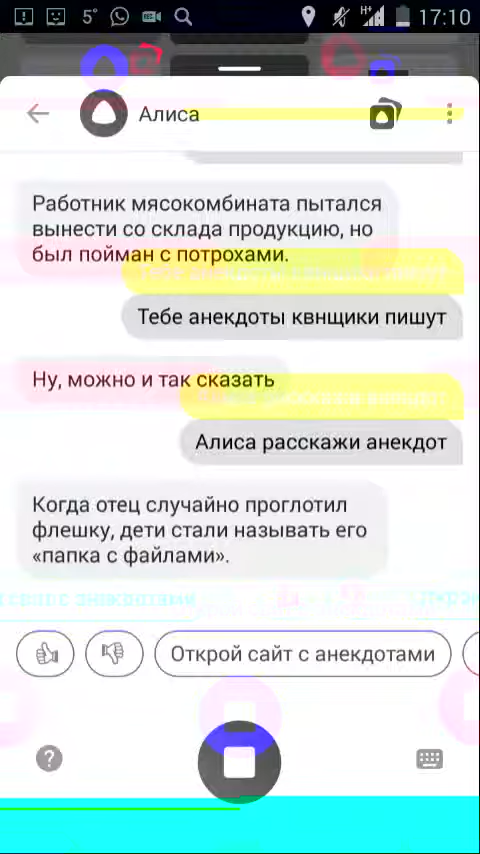 5°
H+
17:10
Алиса
Работник мясокомбината пытался
вынести со склада продукцию, но
был пойман с потрохами.
Тебе анекдоты квнщики пишут
Ну, можно и так сказать
Алиса расскажи анекдот
Когда отец случайно проглотил
флешку, дети стали называть его
«папка с файлами».
Открой сайт с анекдотами
?